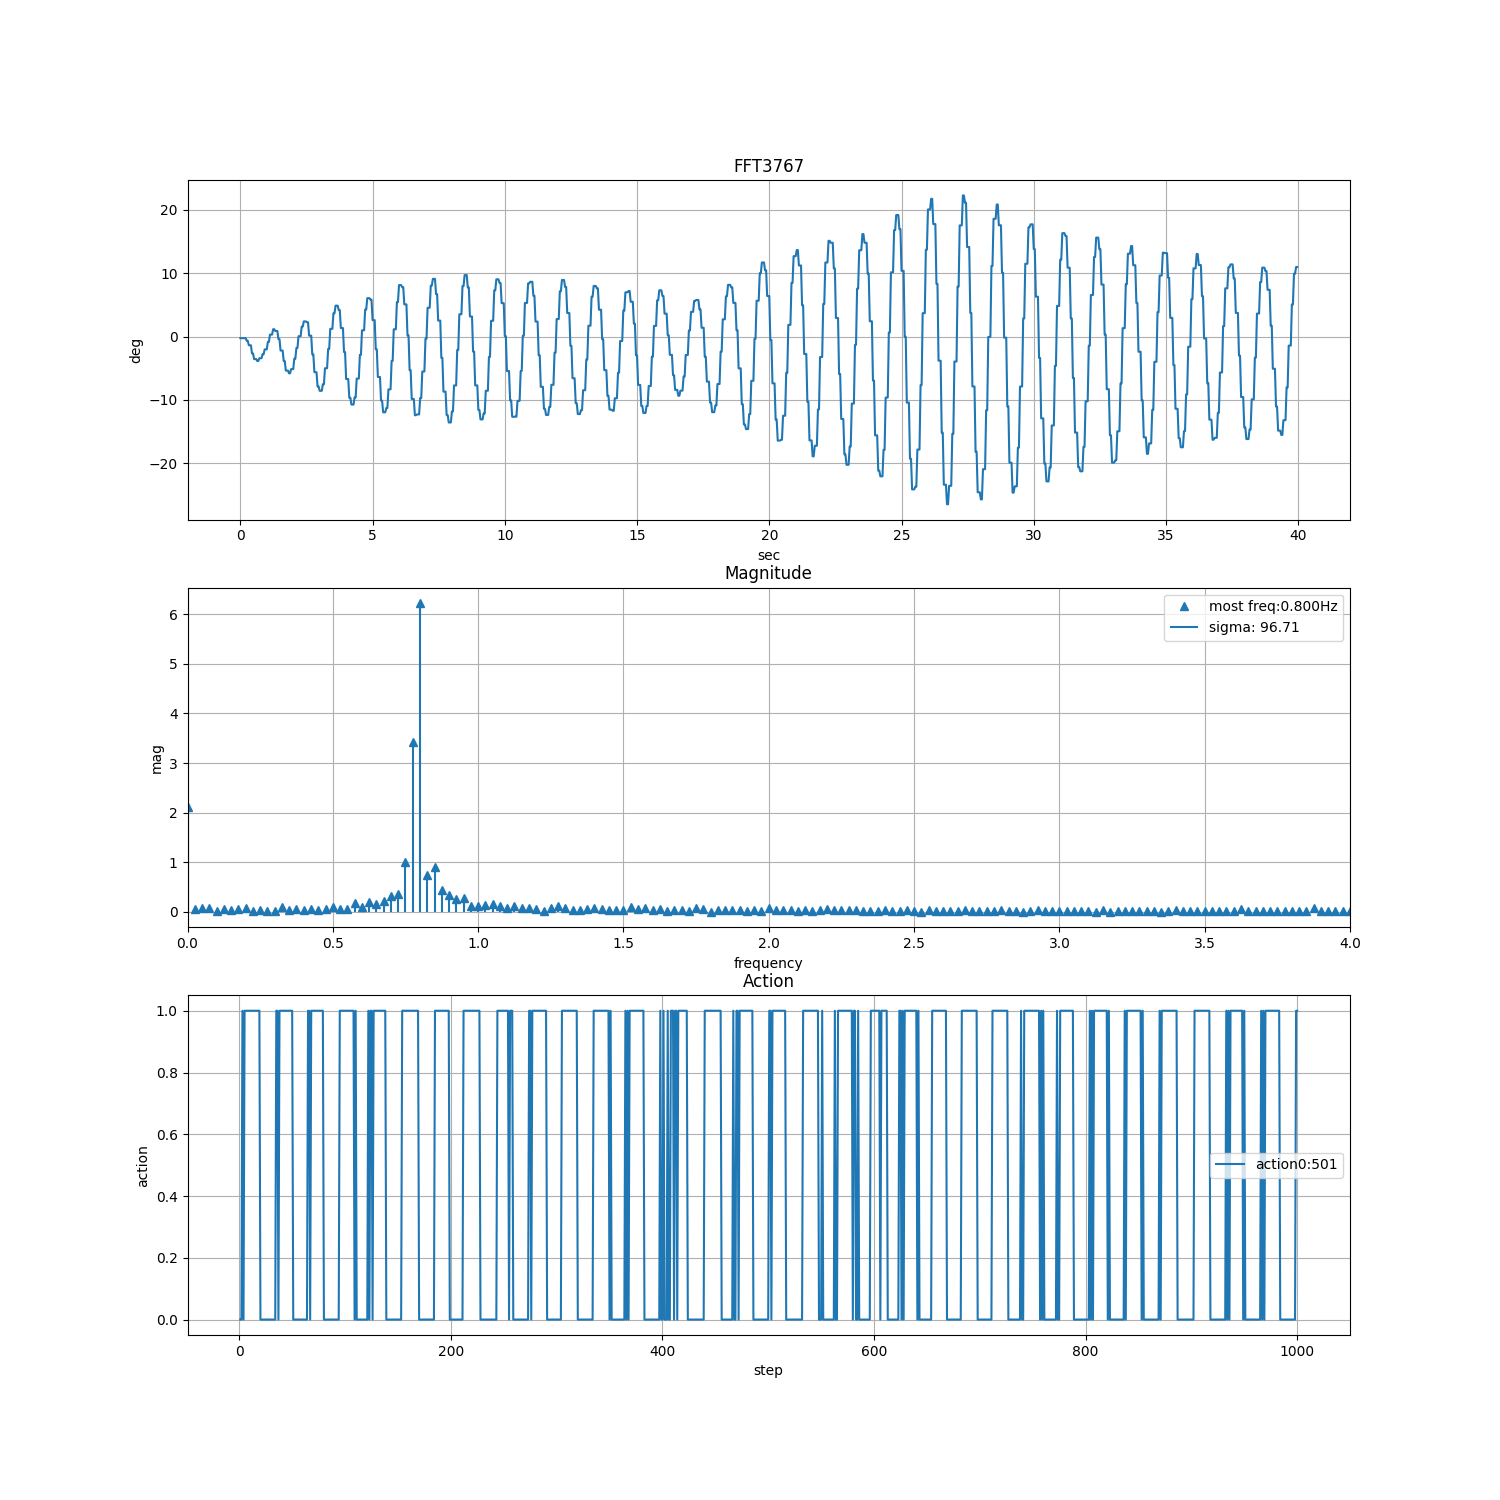 FFT3767
20
10
0
−10
−20
deg
0 5 10 15 20 25 30 35 40
sec
Magnitude
most freq:0.800Hz
sigma: 96.71
6
5
4
3
2
1
0
mag
0.0 0.5 1.0 1.5 2.0 2.5 3.0 3.5 4.0
frequency
Action
1.0
0.8
0.6
0.4
0.2
0.0
action
action0:501
0 200 400 600 800 1000
step